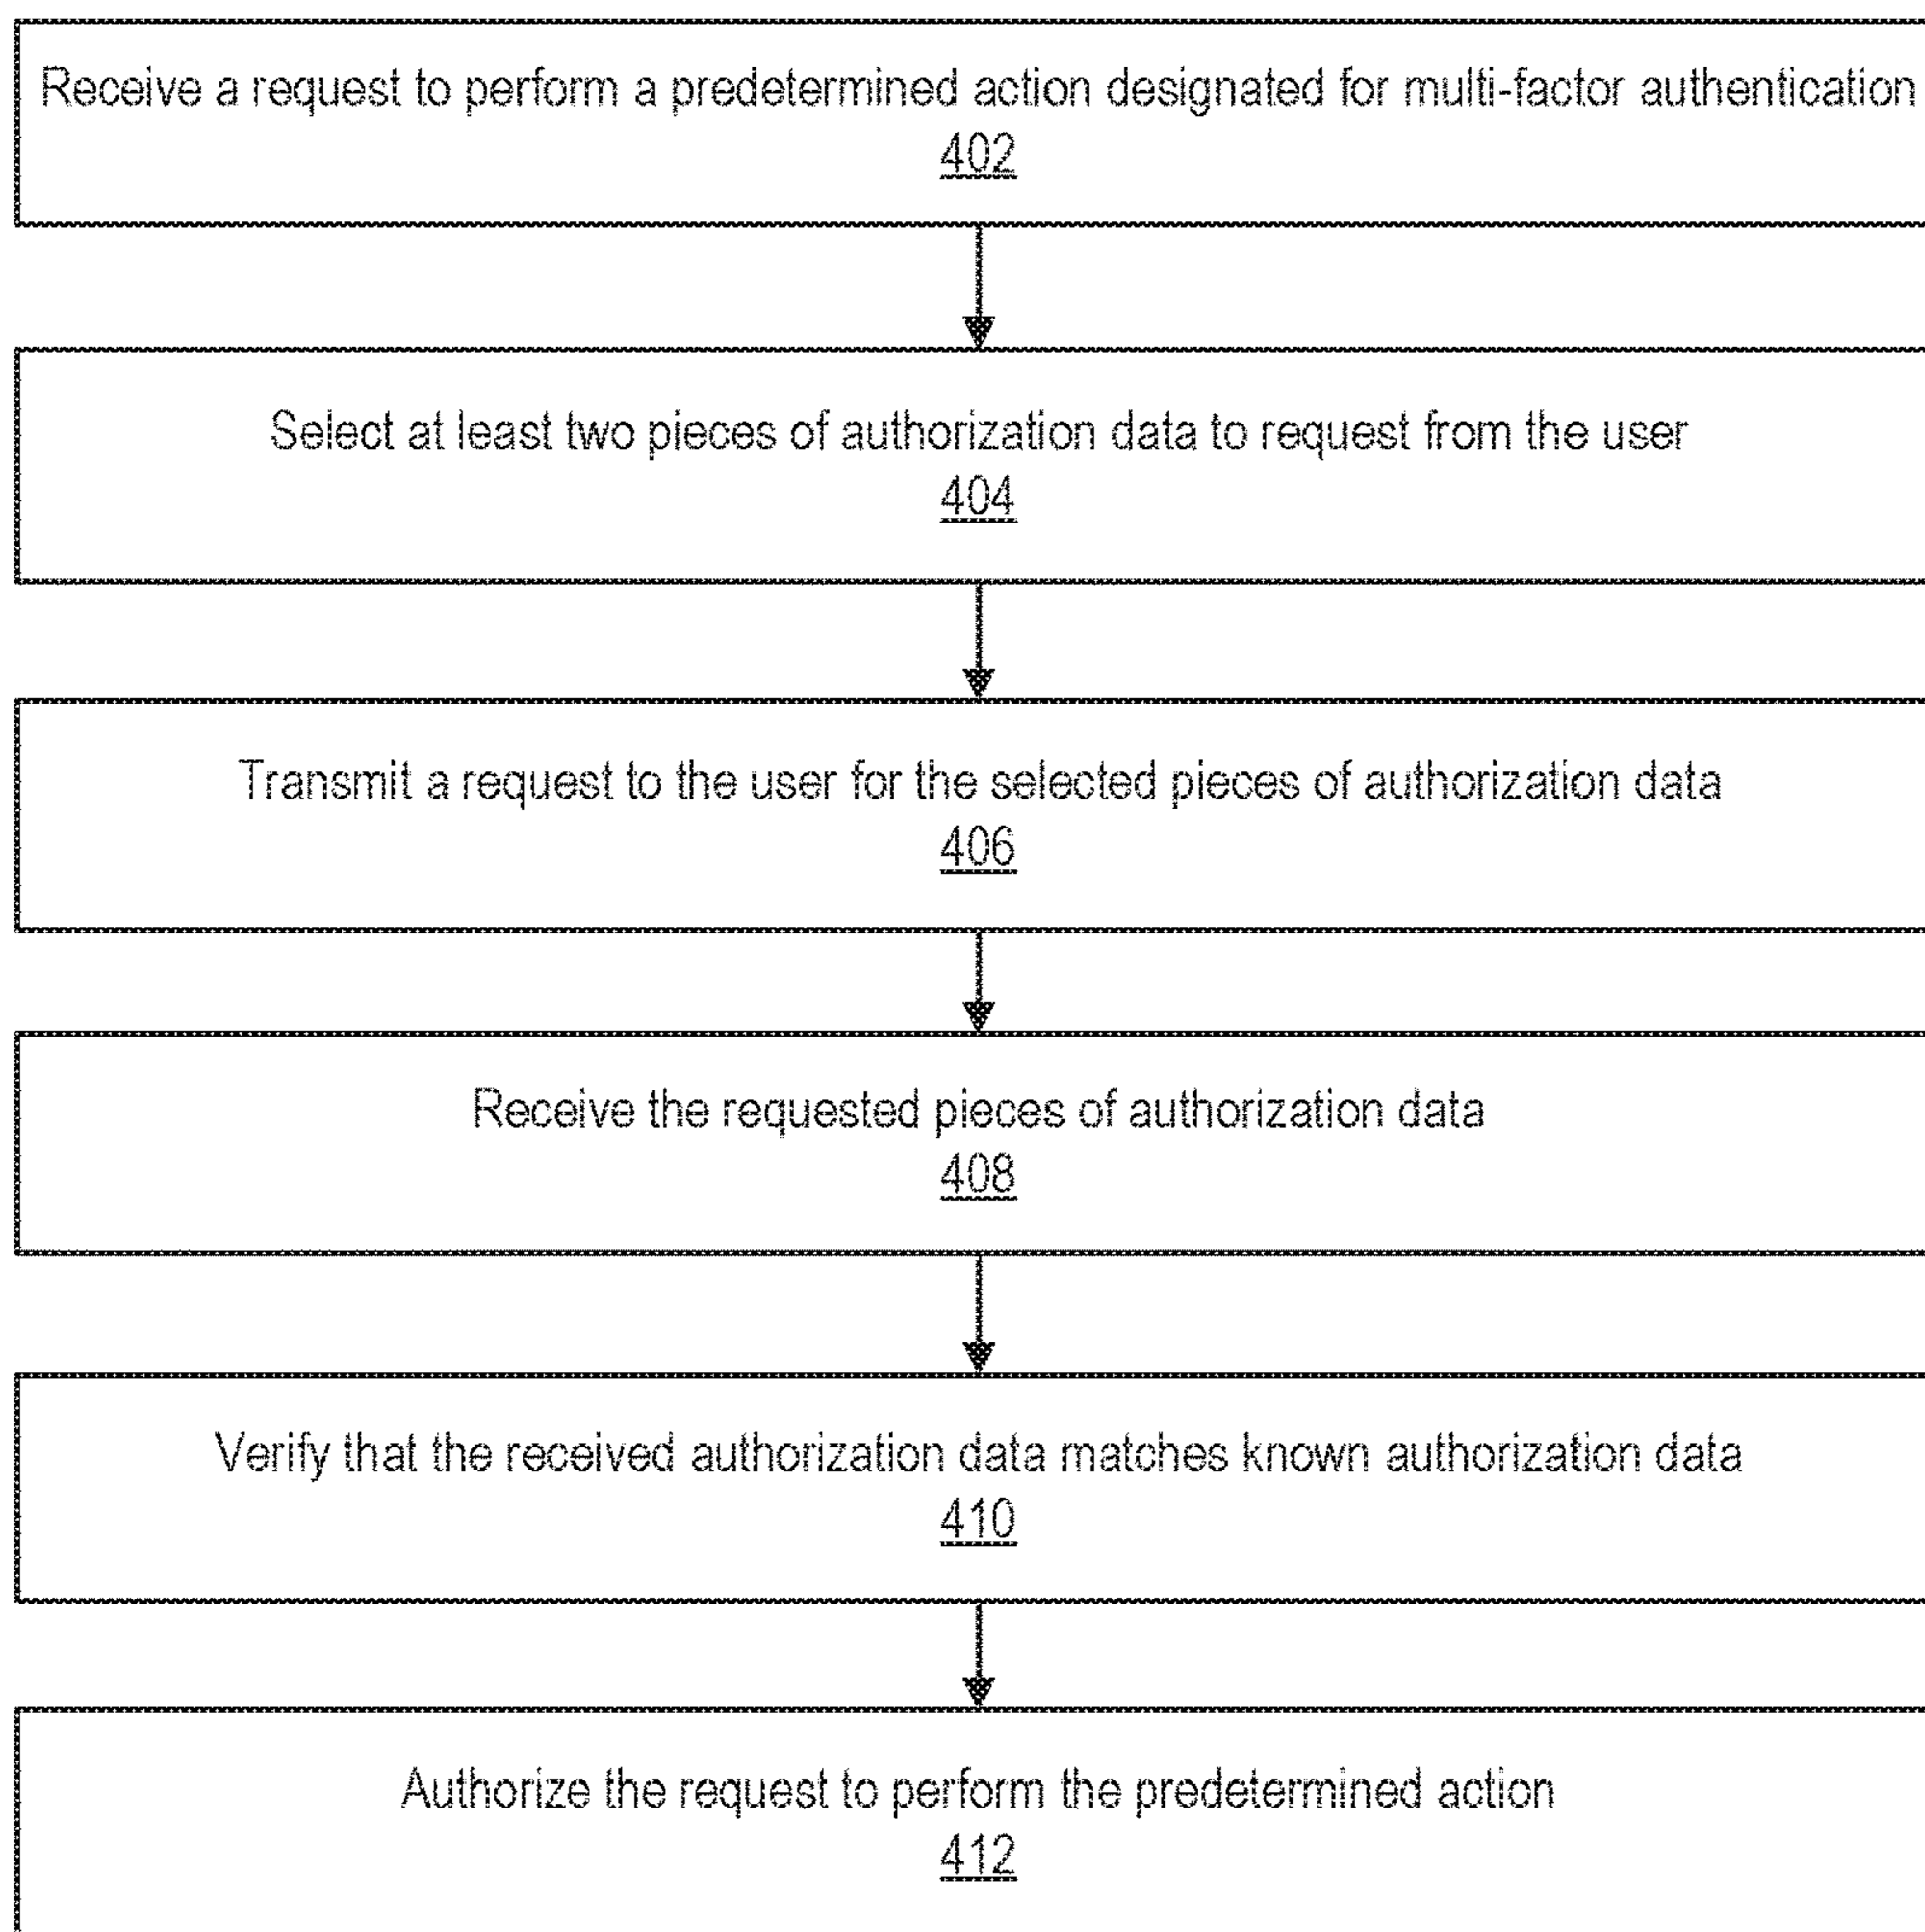 Receive a request to perform a predetermined action designated for multi-factor authentication
402
Select at least two pieces of authorization data to request from the user
404
Transmit a request to the user for the selected pieces of authorization data
406
Receive the requested pieces of authorization data
408
Verify that the received authorization data matches known authorization data
410
Authorize the request to perform the predetermined action
412